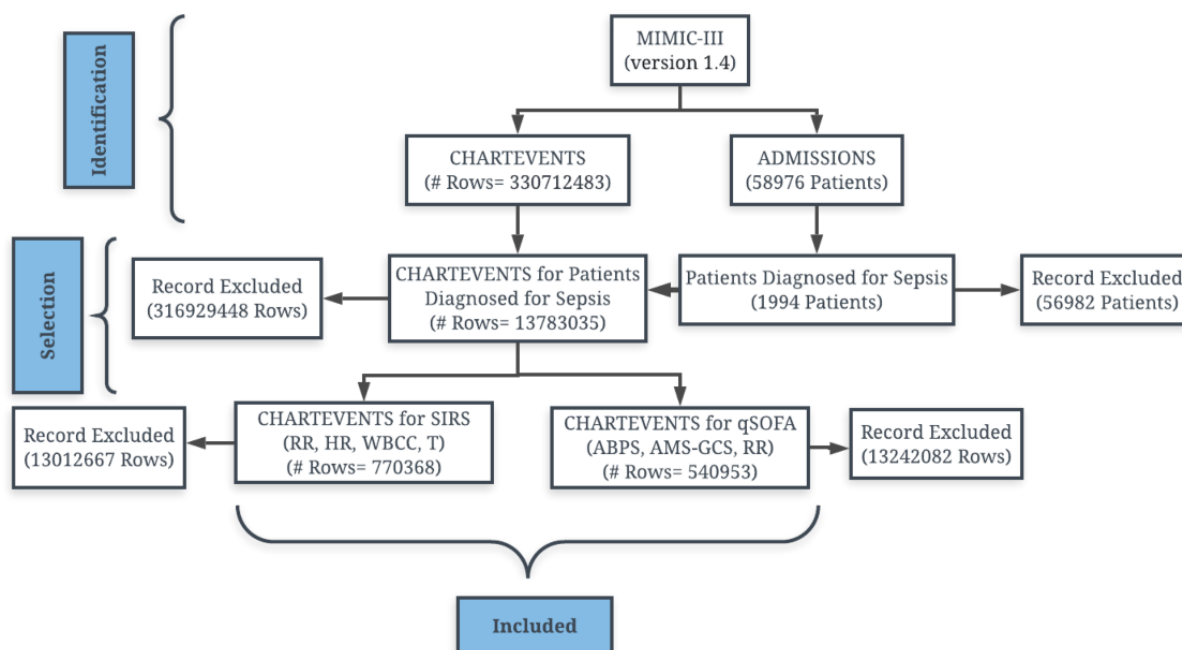 MIMIC-III
(version 1.4)
Identification
CHARTEVENTS
(# Rows= 330712483)
ADMISSIONS
(58976 Patients)
Selection
Record Excluded
(316929448 Rows)
CHARTEVENTS for Patients
Diagnosed for Sepsis
(# Rows= 13783035)
Patients Diagnosed for Sepsis
(1994 Patients)
Record Excluded
(56982 Patients)
Record Excluded
(13012667 Rows)
CHARTEVENTS for SIRS
(RR, HR, WBCC, T)
(# Rows= 770368)
CHARTEVENTS for qSOFA
(ABPS, AMS-GCS, RR)
(# Rows= 540953)
Record Excluded
(13242082 Rows)
Included